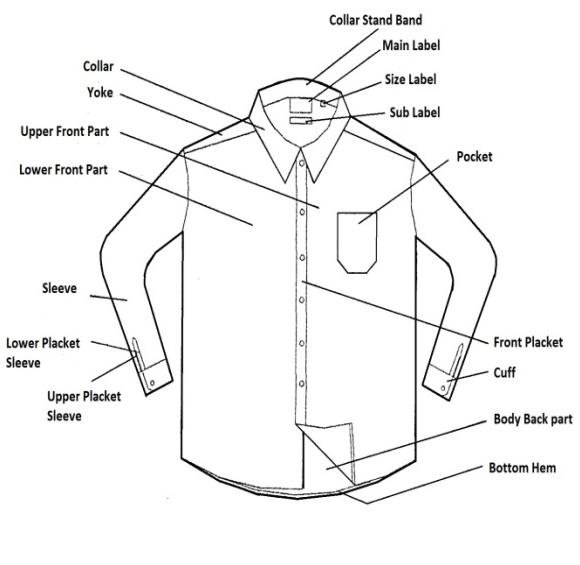 Collar Stand Band
Main Label
Collar
Size Label
Yoke
Sub Label
Upper Front Part
Pocket
Lower Front Part
Sleeve
Lower Placket
Sleeve
Front Placket
Cuff
Upper Placket
Sleeve
Body Back part
Bottom Hem